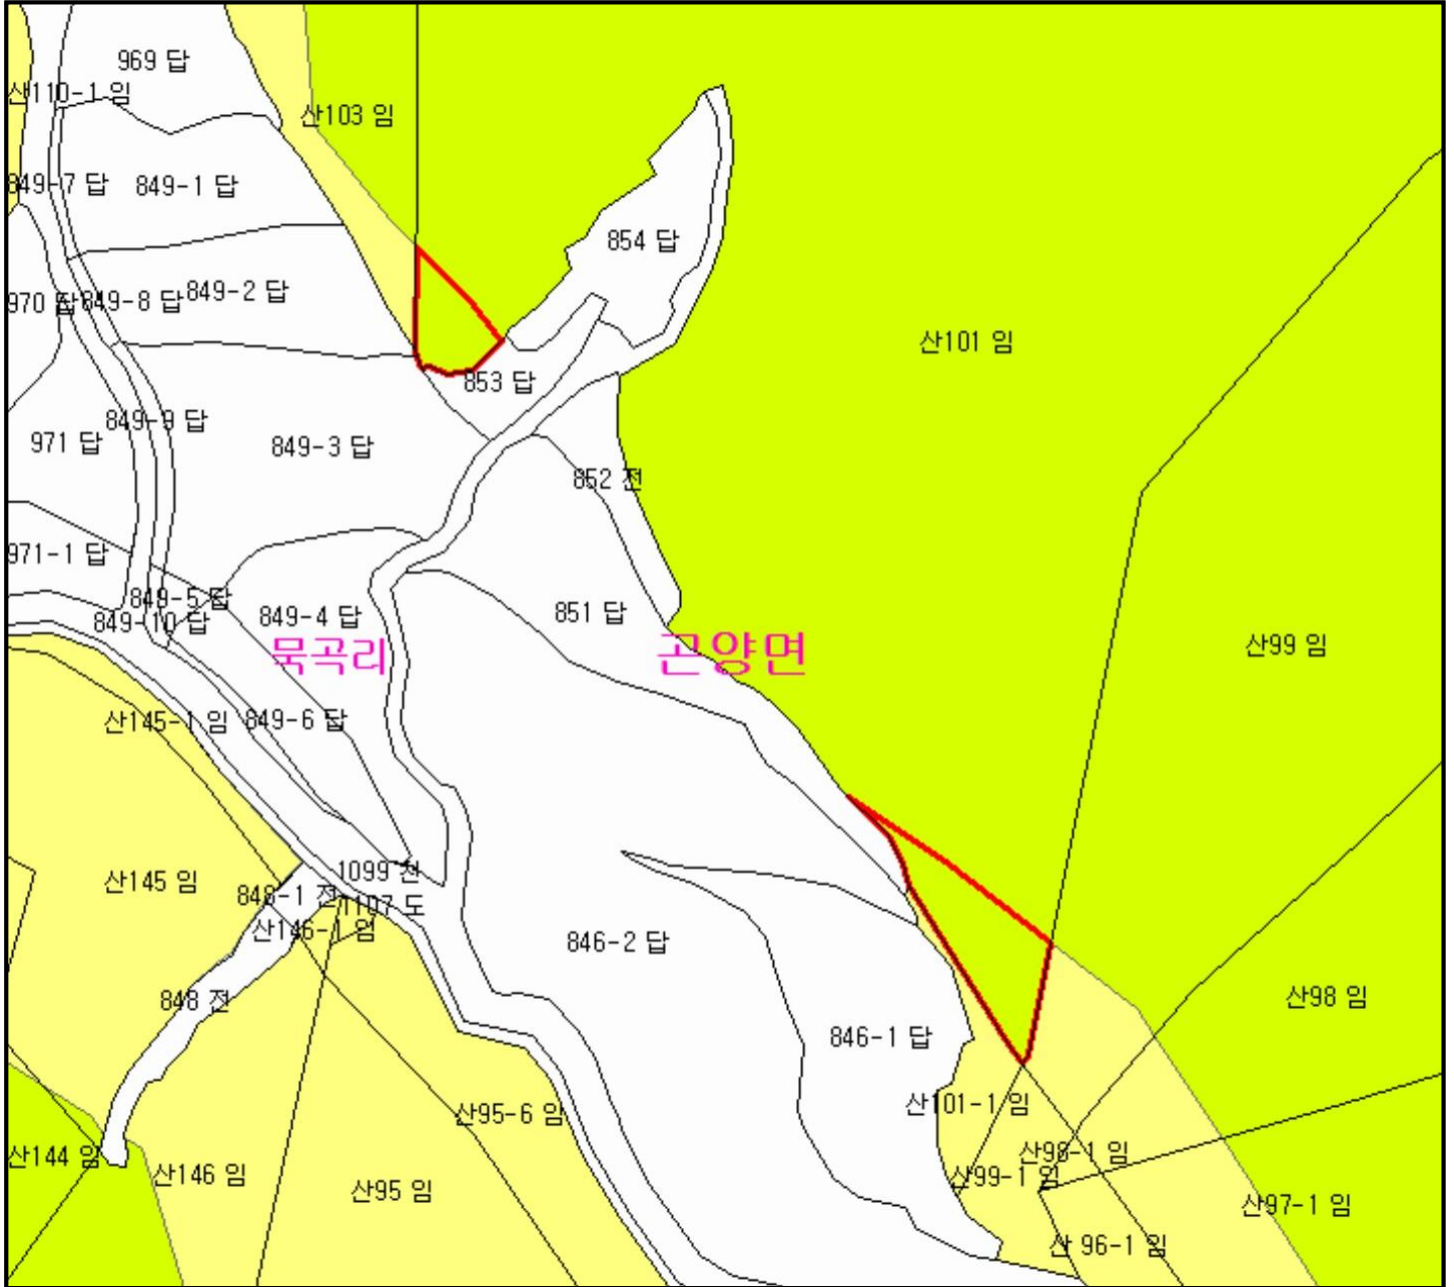 969 답
산110-1 임
산103 임
849-7 답
849-1 답
854 답
970 답
849-8 답
849-2 답
산101 임
853 답
849-9 답
971 답
849-3 답
852 전
971-1 답
849-5 답
849-10 답
849-4 답
851 답
묵곡리
곤양면
산99 임
산145-1 임
849-6 답
1099 천
산145 임
848-1 전
1107 도
산146-1 임
846-2 답
848 전
산98 임
846-1 답
산101-1 임
산95-6 임
산98-1 임
산144 임
산146 임
산99-1 임
산95 임
산97-1 임
산 96-1 임